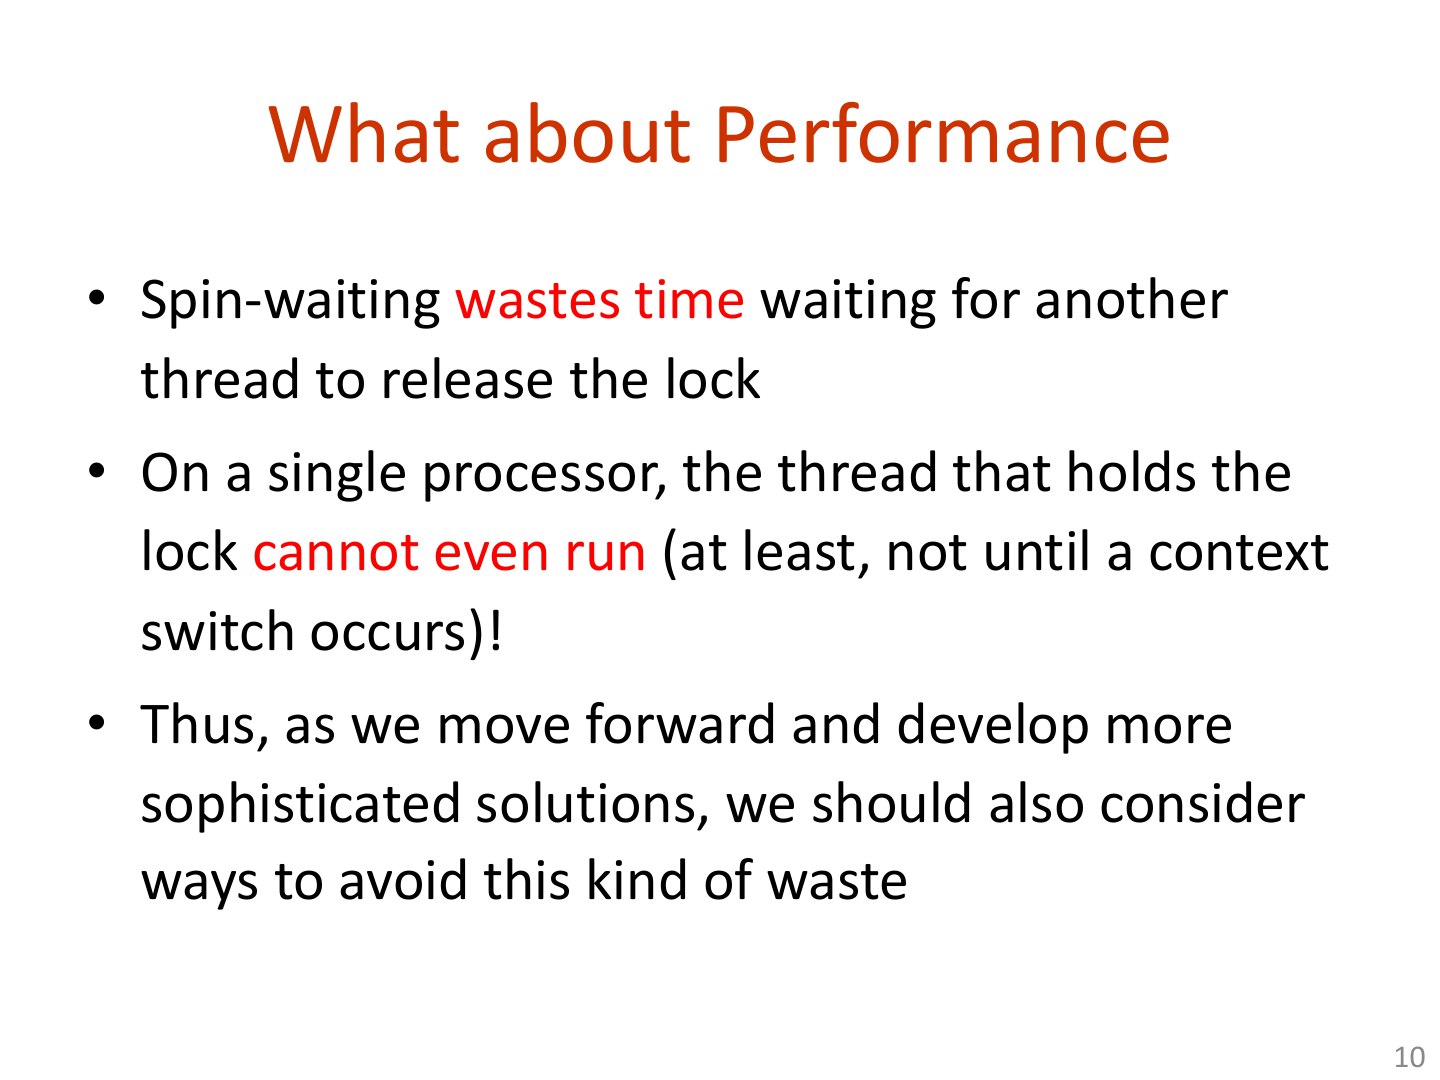 What about Performance
• Spin-waiting wastes time waiting for another
thread to release the lock
• On a single processor, the thread that holds the
lock cannot even run (at least, not until a context
switch occurs)!
• Thus, as we move forward and develop more
sophisticated solutions, we should also consider
ways to avoid this kind of waste
10